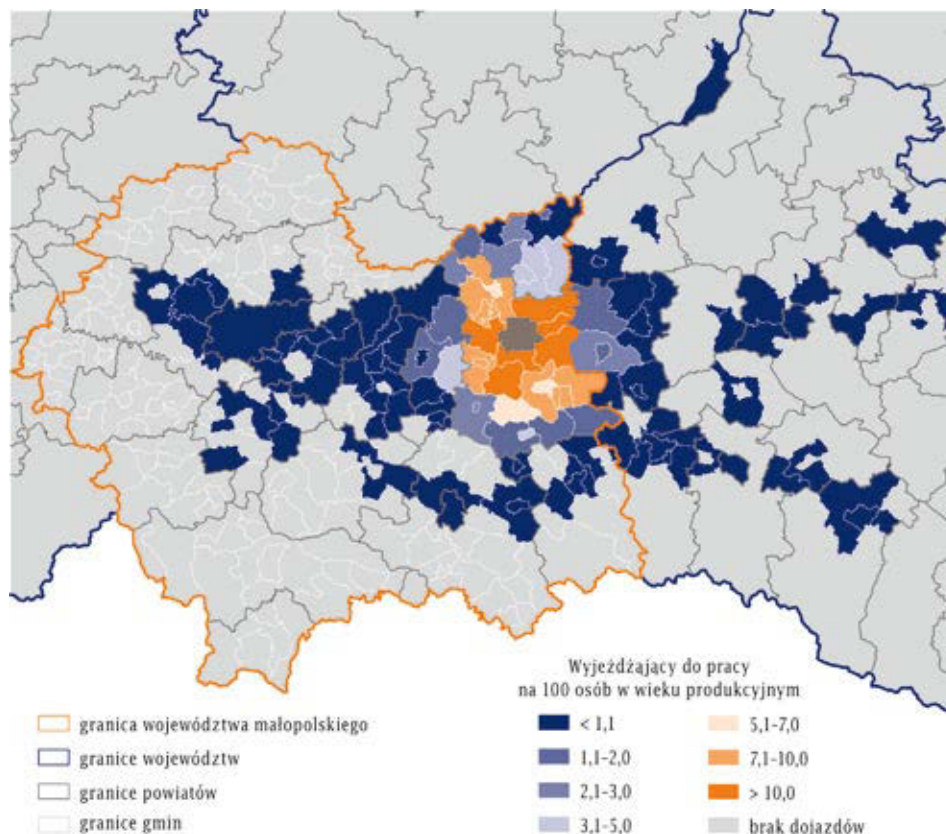 Wyjeżdżający do pracy
na 100 osób w wieku produkcyjnym
granica województwa małopolskiego
granice województw
granice powiatów
granice gmin
< 1,1
1,1–2,0
2,1–3,0
3,1–5,0
5,1–7,0
7,1–10,0
> 10,0
brak dojazdów